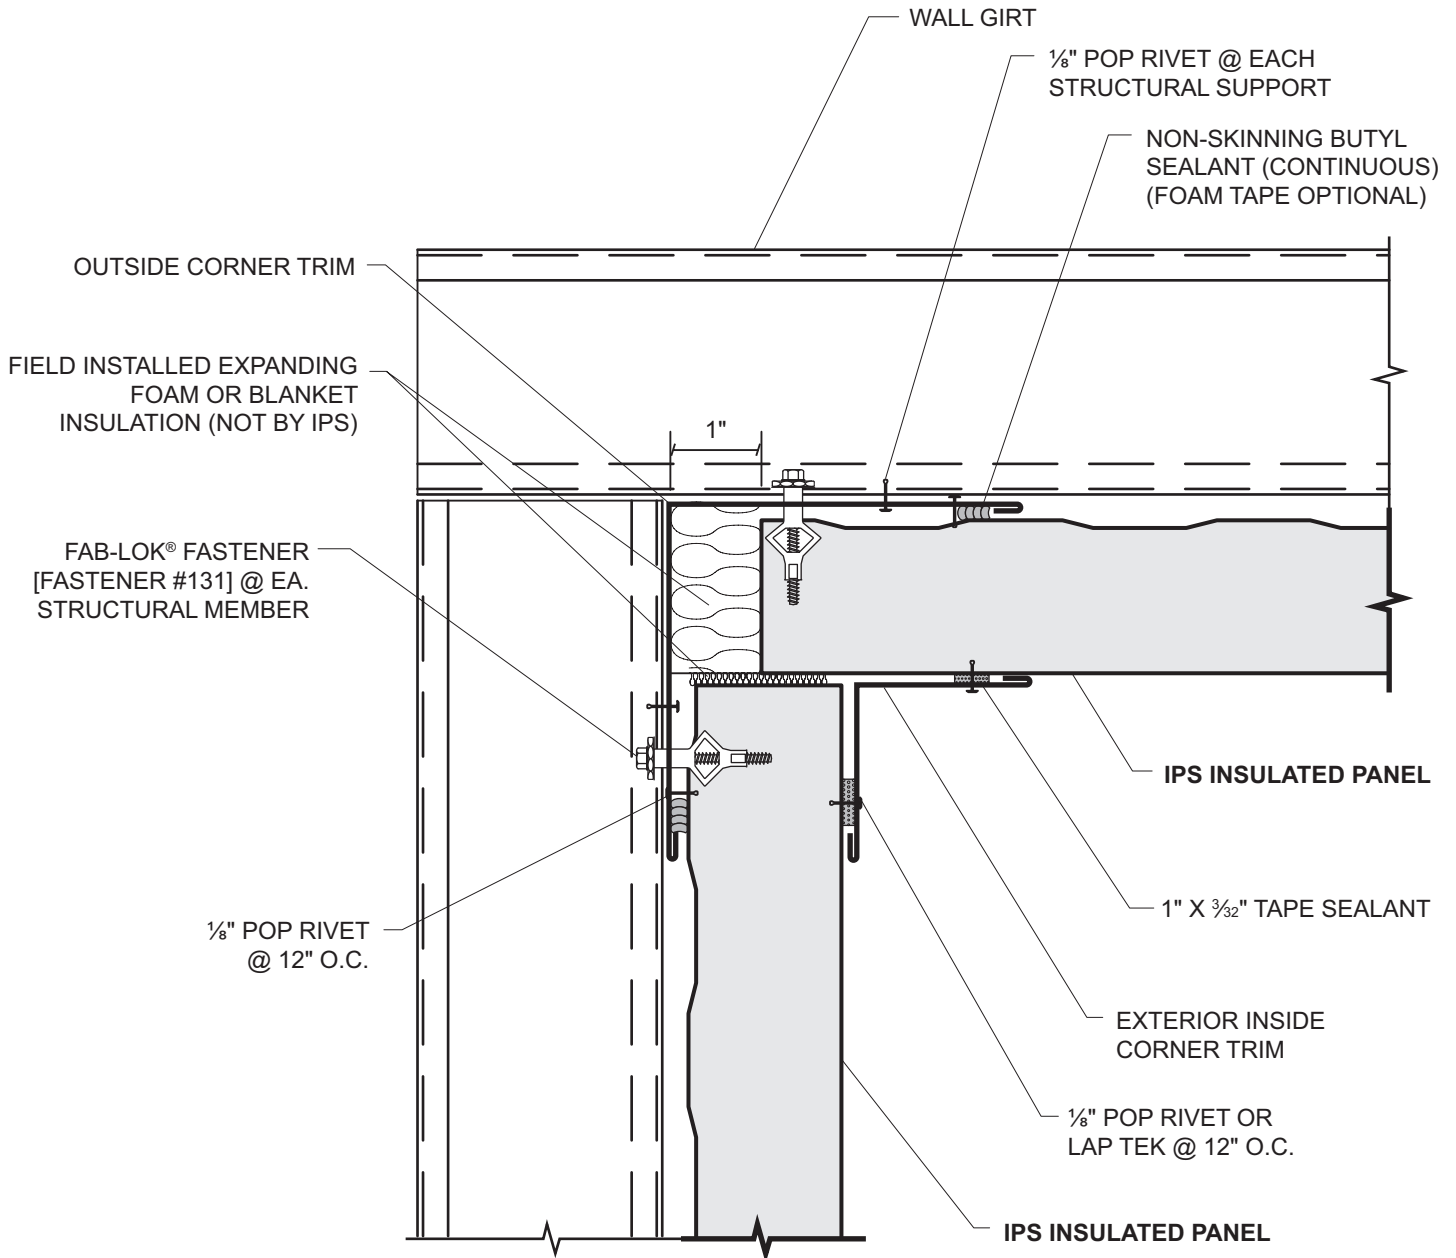 WALL GIRT
⅛" POP RIVET @ EACH
STRUCTURAL SUPPORT
NON-SKINNING BUTYL
SEALANT (CONTINUOUS)
(FOAM TAPE OPTIONAL)
OUTSIDE CORNER TRIM
FIELD INSTALLED EXPANDING
FOAM OR BLANKET
INSULATION (NOT BY IPS)
1"
FAB-LOK® FASTENER
[FASTENER #131] @ EA.
STRUCTURAL MEMBER
IPS INSULATED PANEL
1" X 3⁄32" TAPE SEALANT
⅛" POP RIVET
@ 12" O.C.
EXTERIOR INSIDE
CORNER TRIM
⅛" POP RIVET OR
LAP TEK @ 12" O.C.
IPS INSULATED PANEL